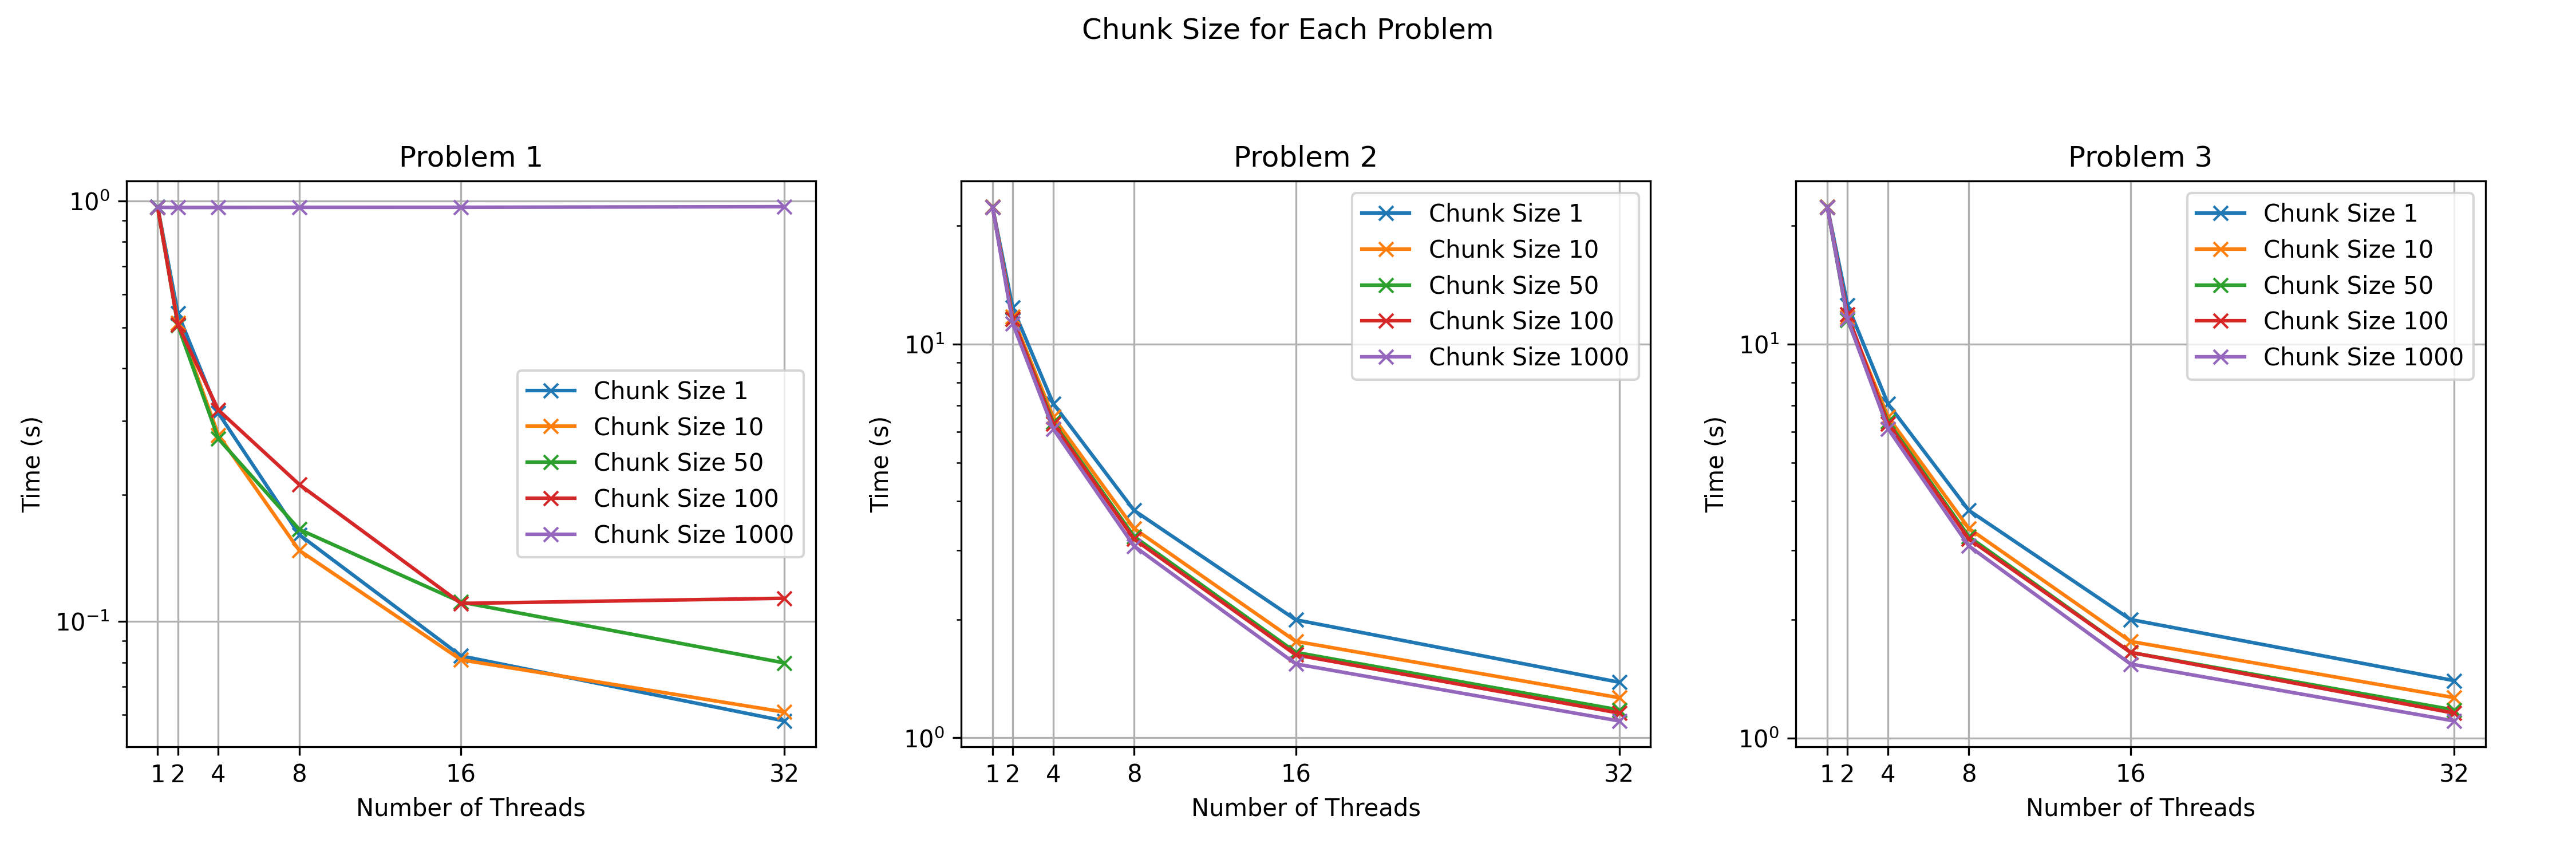 Chunk Size for Each Problem
Problem 1
10⁰
10⁻¹
Time (s)
Chunk Size 1
Chunk Size 10
Chunk Size 50
Chunk Size 100
Chunk Size 1000
1 2 4 8 16 32
Number of Threads
Problem 2
10¹
10⁰
Time (s)
Chunk Size 1
Chunk Size 10
Chunk Size 50
Chunk Size 100
Chunk Size 1000
1 2 4 8 16 32
Number of Threads
Problem 3
10¹
10⁰
Time (s)
Chunk Size 1
Chunk Size 10
Chunk Size 50
Chunk Size 100
Chunk Size 1000
1 2 4 8 16 32
Number of Threads